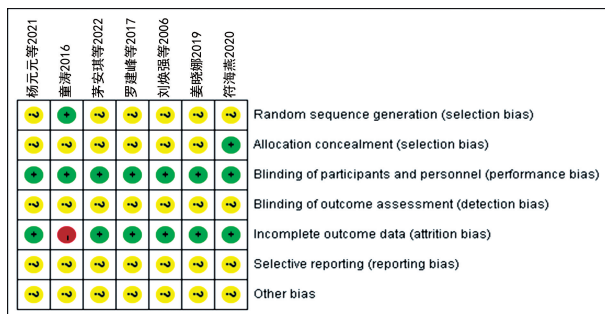 杨元元等2021
童涛2016
茅安琪等2022
罗建峰等2017
刘焕强等2006
姜晓娜2019
符海燕2020
? + ? ? ? ? ? Random sequence generation (selection bias)
? ? ? ? ? ? + Allocation concealment (selection bias)
+ + + + + + + Blinding of participants and personnel (performance bias)
? ? ? ? ? ? ? Blinding of outcome assessment (detection bias)
+ - + + + + + Incomplete outcome data (attrition bias)
? ? ? ? ? ? ? Selective reporting (reporting bias)
? ? ? ? ? ? ? Other bias